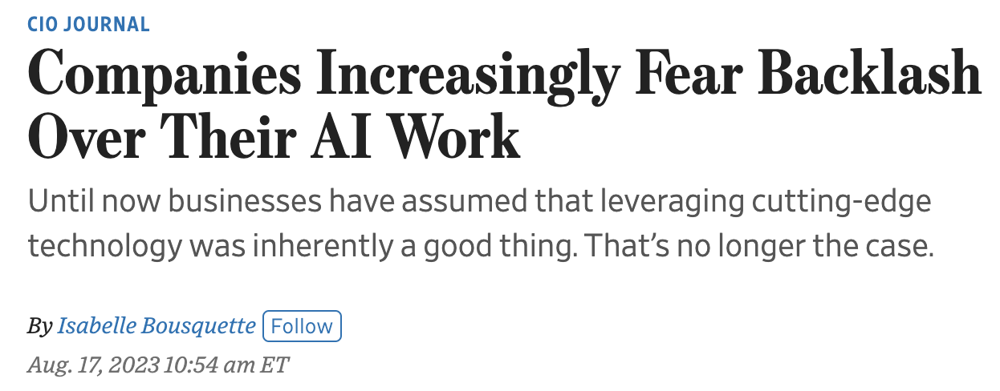 CIO JOURNAL
Companies Increasingly Fear Backlash
Over Their AI Work
Until now businesses have assumed that leveraging cutting-edge
technology was inherently a good thing. That’s no longer the case.
By Isabelle Bousquette Follow
Aug. 17, 2023 10:54 am ET